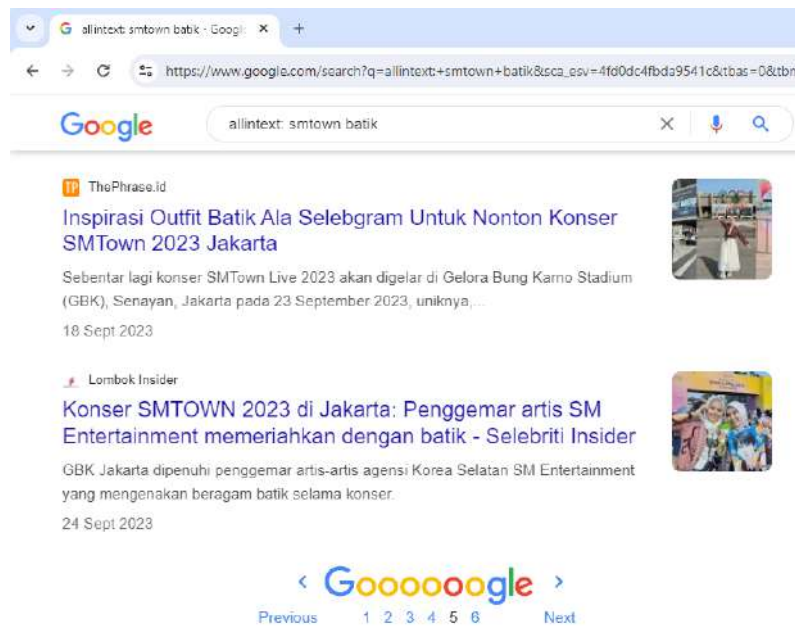 allintext: smtown batik - Googl
https://www.google.com/search?q=allintext:+smtown+batik&sca_esv=4fd0dc4fbda9541c&tbas=0&tbr
Google
allintext: smtown batik
TP ThePhrase.id
Inspirasi Outfit Batik Ala Selebgram Untuk Nonton Konser
SMTown 2023 Jakarta
Sebentar lagi konser SMTown Live 2023 akan digelar di Gelora Bung Karno Stadium
(GBK), Senayan, Jakarta pada 23 September 2023, uniknya,...
18 Sept 2023
Lombok Insider
Konser SMTOWN 2023 di Jakarta: Penggemar artis SM
Entertainment memeriahkan dengan batik - Selebriti Insider
GBK Jakarta dipenuhi penggemar artis-artis agensi Korea Selatan SM Entertainment
yang mengenakan beragam batik selama konser.
24 Sept 2023
< Goooooogle >
Previous 1 2 3 4 5 6 Next